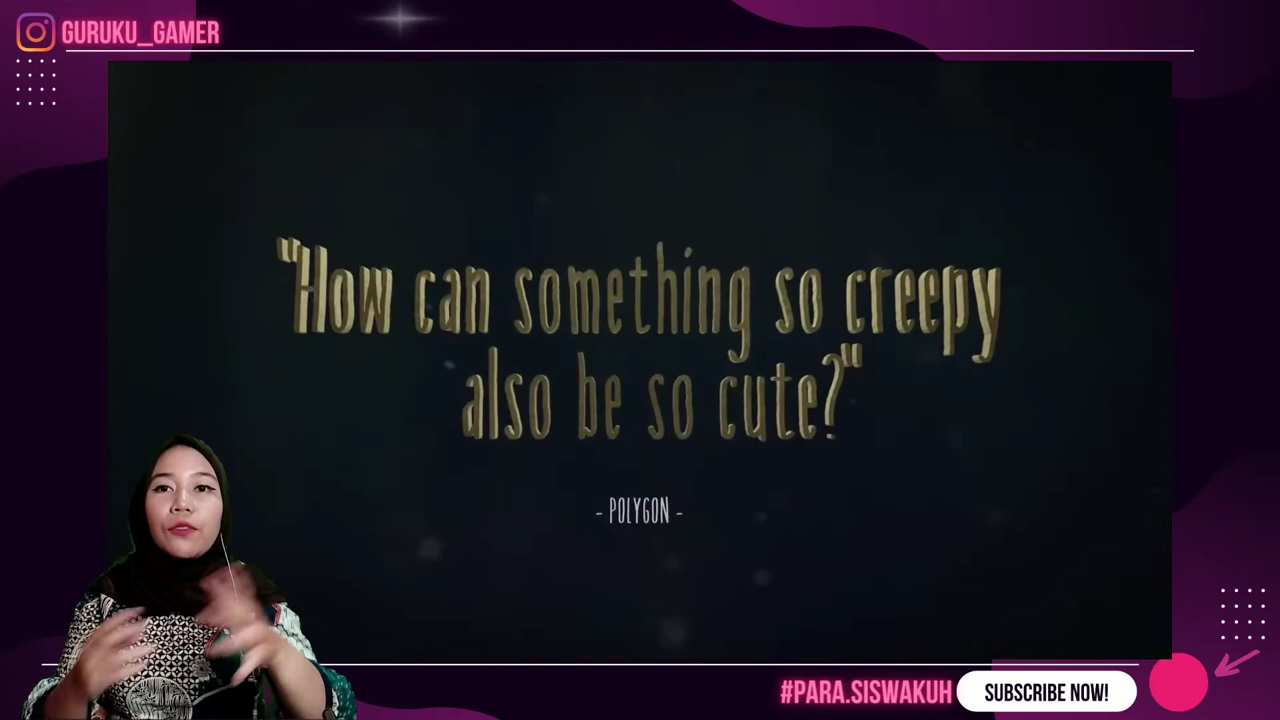 GURUKU_GAMER
"How can something so creepy
also be so cute?"
- POLYGON -
#PARA.SISWAKUH
SUBSCRIBE NOW!